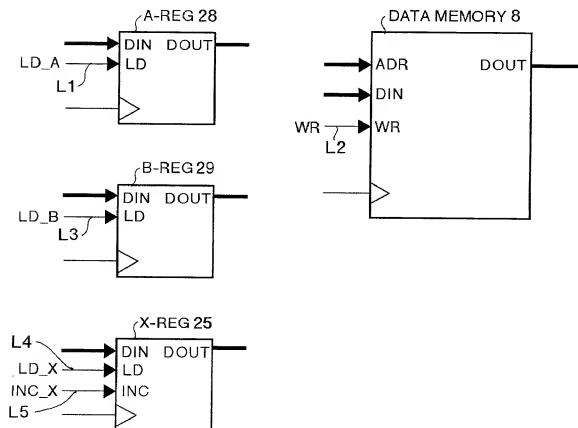 A-REG 28
DIN DOUT
LD_A LD
L1
DATA MEMORY 8
ADR DOUT
DIN
WR WR
L2
B-REG 29
DIN DOUT
LD_B LD
L3
X-REG 25
L4
DIN DOUT
LD_X LD
INC_X INC
L5